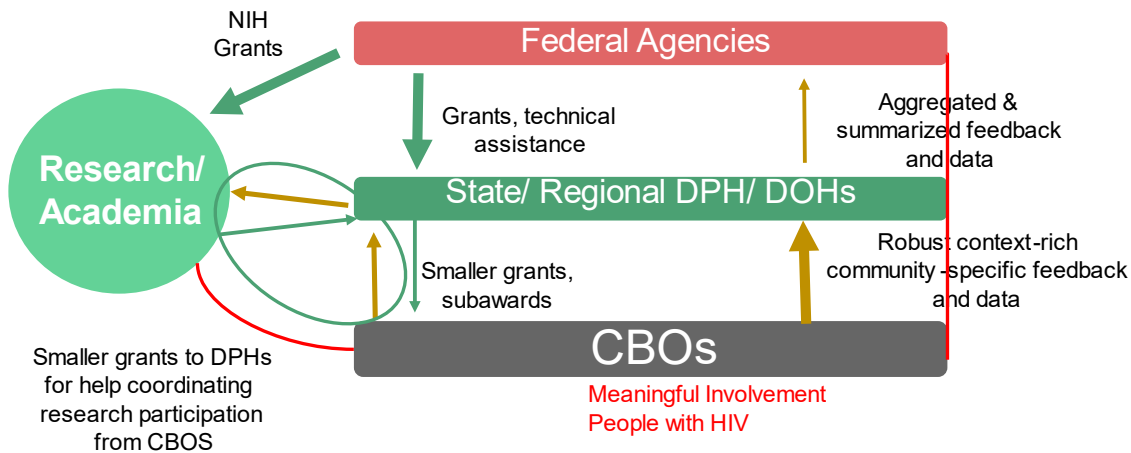 NIH
Grants
Federal Agencies
Grants, technical
assistance
Aggregated &
summarized feedback
and data
Research/
Academia
State/ Regional DPH/ DOHs
Smaller grants,
subawards
Robust context-rich
community-specific feedback
and data
CBOs
Smaller grants to DPHs
for help coordinating
research participation
from CBOS
Meaningful Involvement
People with HIV